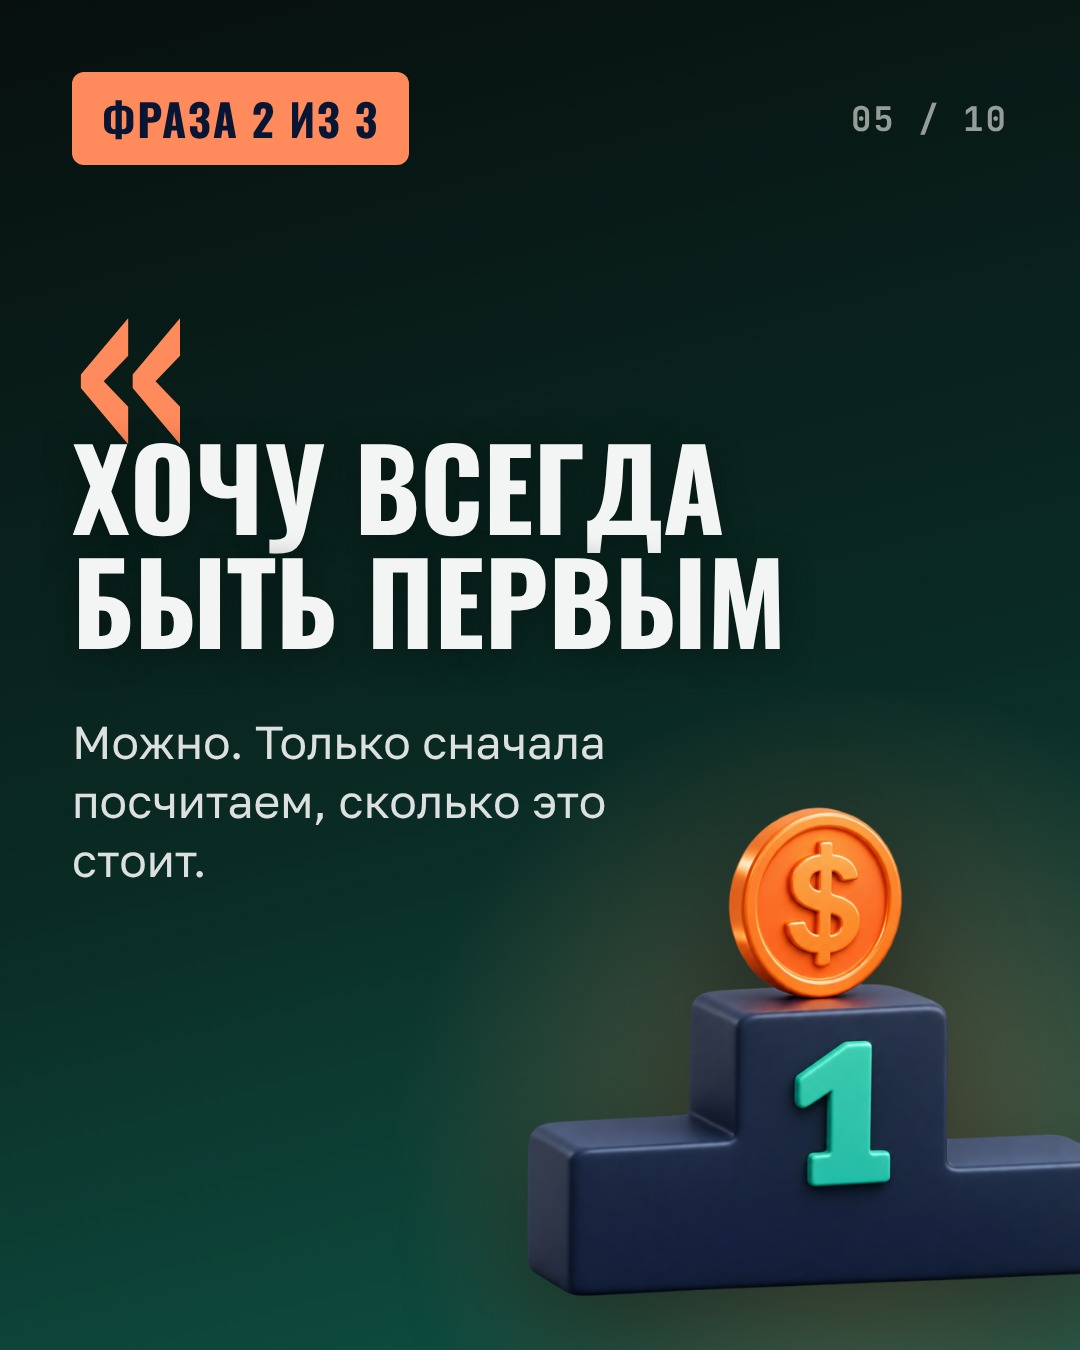 ФРАЗА 2 ИЗ 3
05 / 10
«
ХОЧУ ВСЕГДА
БЫТЬ ПЕРВЫМ
Можно. Только сначала
посчитаем, сколько это
стоит.
$
1